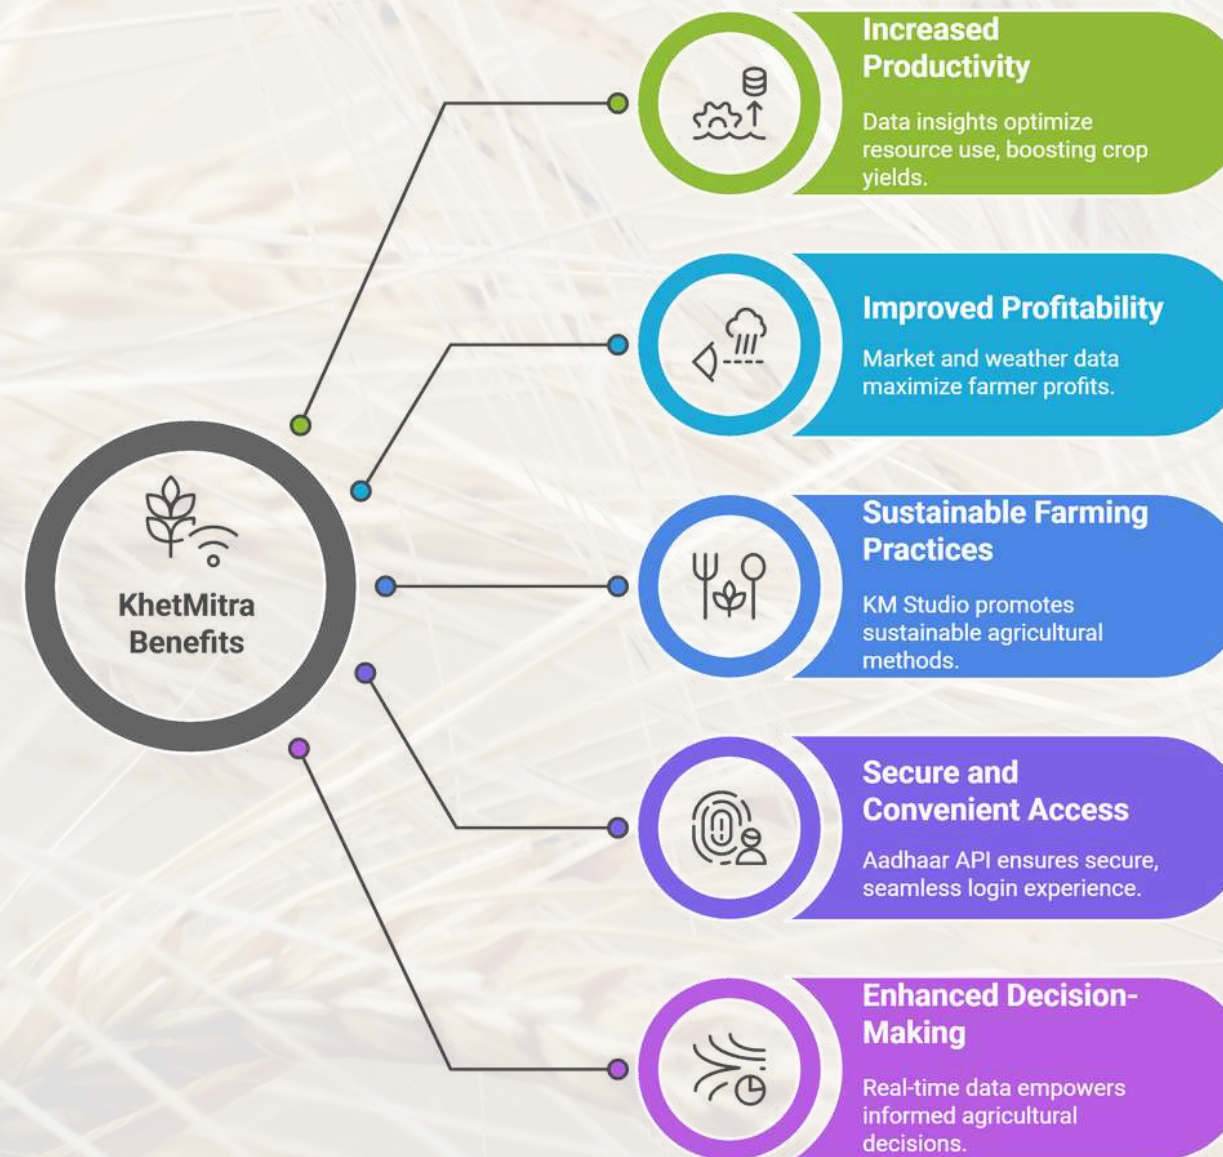 Increased
Productivity
Data insights optimize
resource use, boosting crop
yields.
Improved Profitability
Market and weather data
maximize farmer profits.
KhetMitra
Benefits
Sustainable Farming
Practices
KM Studio promotes
sustainable agricultural
methods.
Secure and
Convenient Access
Aadhaar API ensures secure,
seamless login experience.
Enhanced Decision-
Making
Real-time data empowers
informed agricultural
decisions.